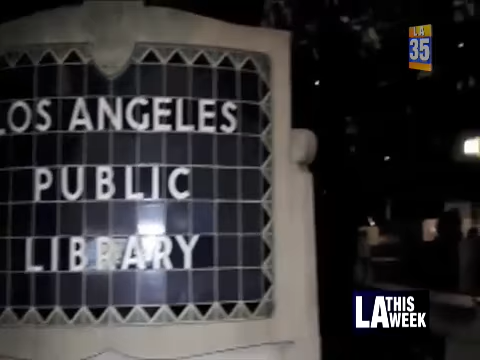 LA
35
LOS ANGELES
PUBLIC
LIBRARY
LA THIS
WEEK